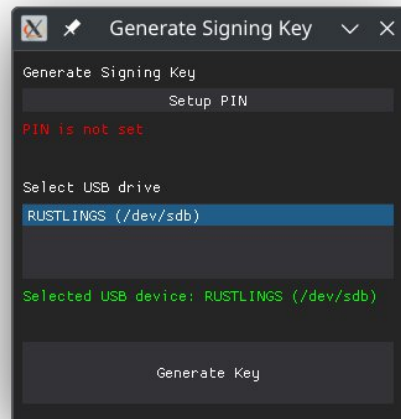 Generate Signing Key
Generate Signing Key
Setup PIN
PIN is not set
Select USB drive
RUSTLINGS (/dev/sdb)
Selected USB device: RUSTLINGS (/dev/sdb)
Generate Key